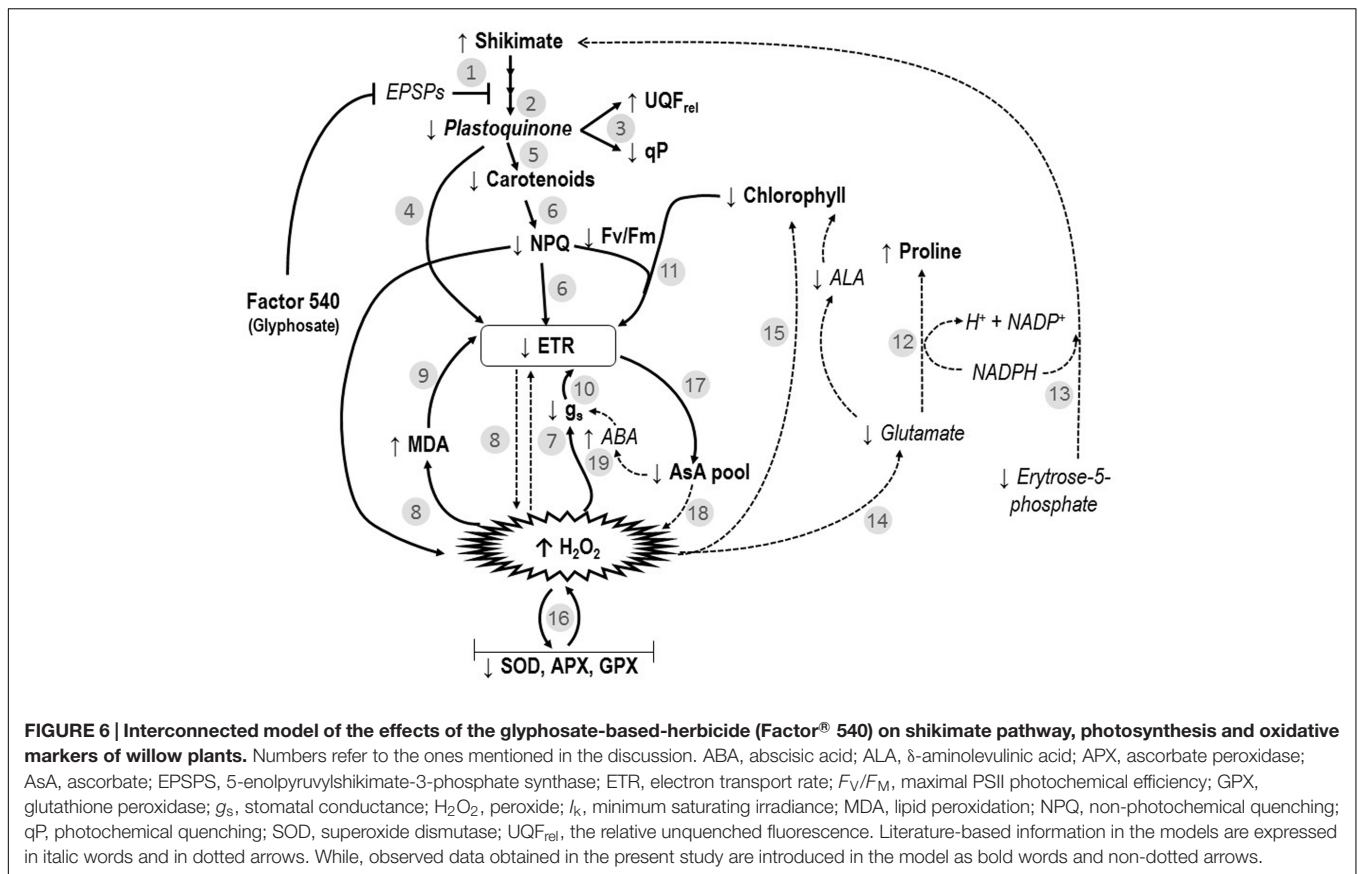 ↑ Shikimate
1
EPSPs
2
↑ UQFrel
↓ Plastoquinone
3
↓ qP
5
↓ Carotenoids
4
6
↓ Chlorophyll
↓ Fv/Fm
↓ NPQ
11
↑ Proline
↓ ALA
6
Factor 540
(Glyphosate)
H⁺ + NADP⁺
15
12
↓ ETR
NADPH
9
10
17
13
↓ gs
8
7
↑ ABA
↓ Glutamate
↑ MDA
19
↓ AsA pool
↓ Erytrose-5-
phosphate
8
18
14
↑ H₂O₂
16
↓ SOD, APX, GPX
FIGURE 6 | Interconnected model of the effects of the glyphosate-based-herbicide (Factor® 540) on shikimate pathway, photosynthesis and oxidative
markers of willow plants. Numbers refer to the ones mentioned in the discussion. ABA, abscisic acid; ALA, δ-aminolevulinic acid; APX, ascorbate peroxidase;
AsA, ascorbate; EPSPS, 5-enolpyruvylshikimate-3-phosphate synthase; ETR, electron transport rate; FV/FM, maximal PSII photochemical efficiency; GPX,
glutathione peroxidase; gs, stomatal conductance; H₂O₂, peroxide; Ik, minimum saturating irradiance; MDA, lipid peroxidation; NPQ, non-photochemical quenching;
qP, photochemical quenching; SOD, superoxide dismutase; UQFrel, the relative unquenched fluorescence. Literature-based information in the models are expressed
in italic words and in dotted arrows. While, observed data obtained in the present study are introduced in the model as bold words and non-dotted arrows.